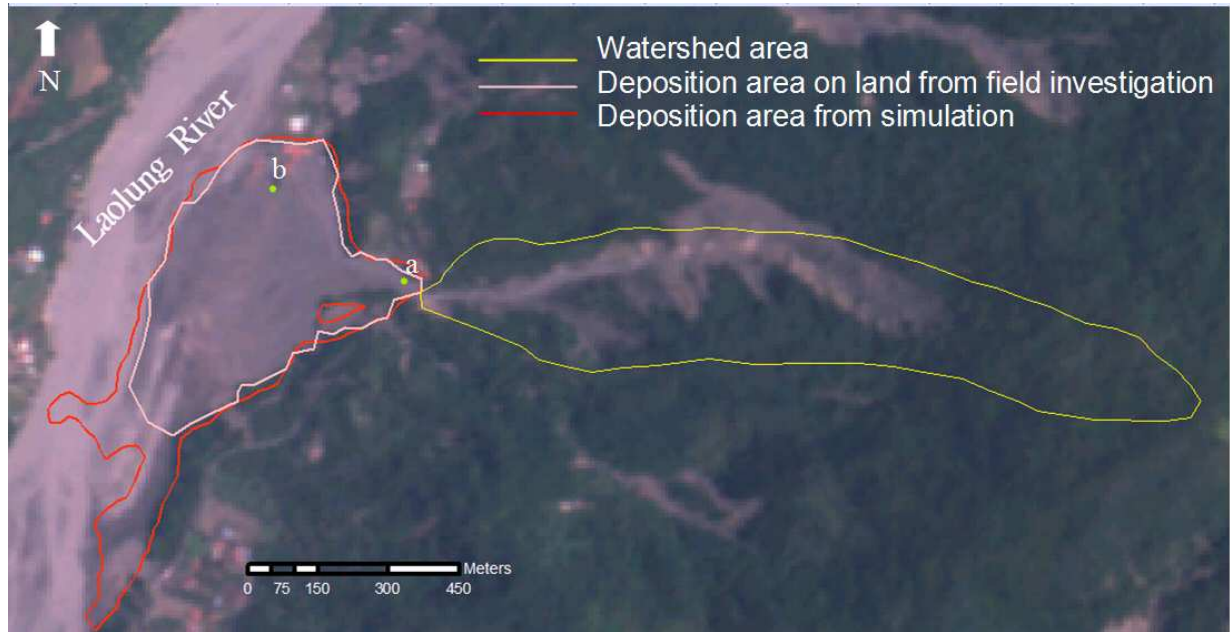 N
Watershed area
Deposition area on land from field investigation
Deposition area from simulation
Laolung River
b
a
Meters
0 75 150 300 450